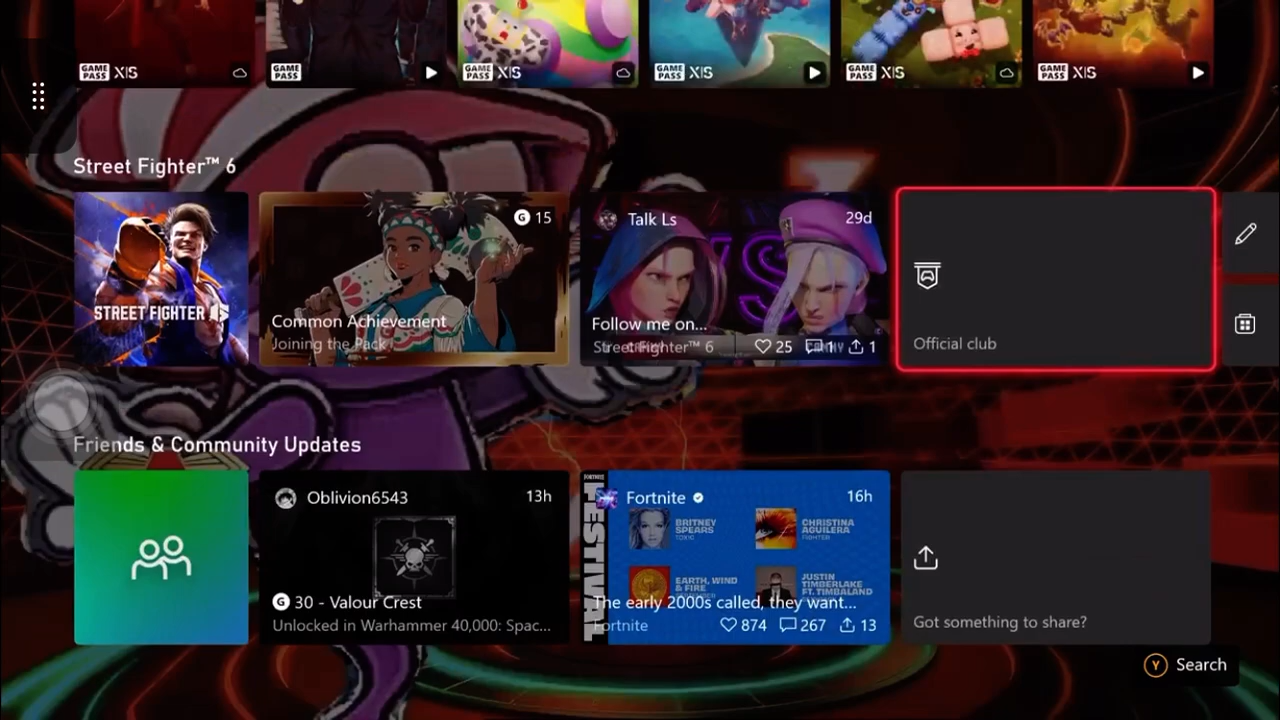 GAME PASS X|S
GAME PASS
GAME PASS X|S
GAME PASS X|S
GAME PASS X|S
GAME PASS X|S
Street Fighter™ 6
STREET FIGHTER 6
G 15
Common Achievement
Joining the Pack
Talk Ls
29d
Follow me on...
Street Fighter™ 6
25
1
1
Official club
Friends & Community Updates
Oblivion6543
13h
G 30 - Valour Crest
Unlocked in Warhammer 40,000: Spac...
FORTNITE
FESTIVAL
Fortnite
16h
BRITNEY SPEARS
TOXIC
CHRISTINA AGUILERA
FIGHTER
EARTH, WIND & FIRE
JUSTIN TIMBERLAKE FT. TIMBALAND
The early 2000s called, they want...
Fortnite
874
267
13
Got something to share?
Y Search